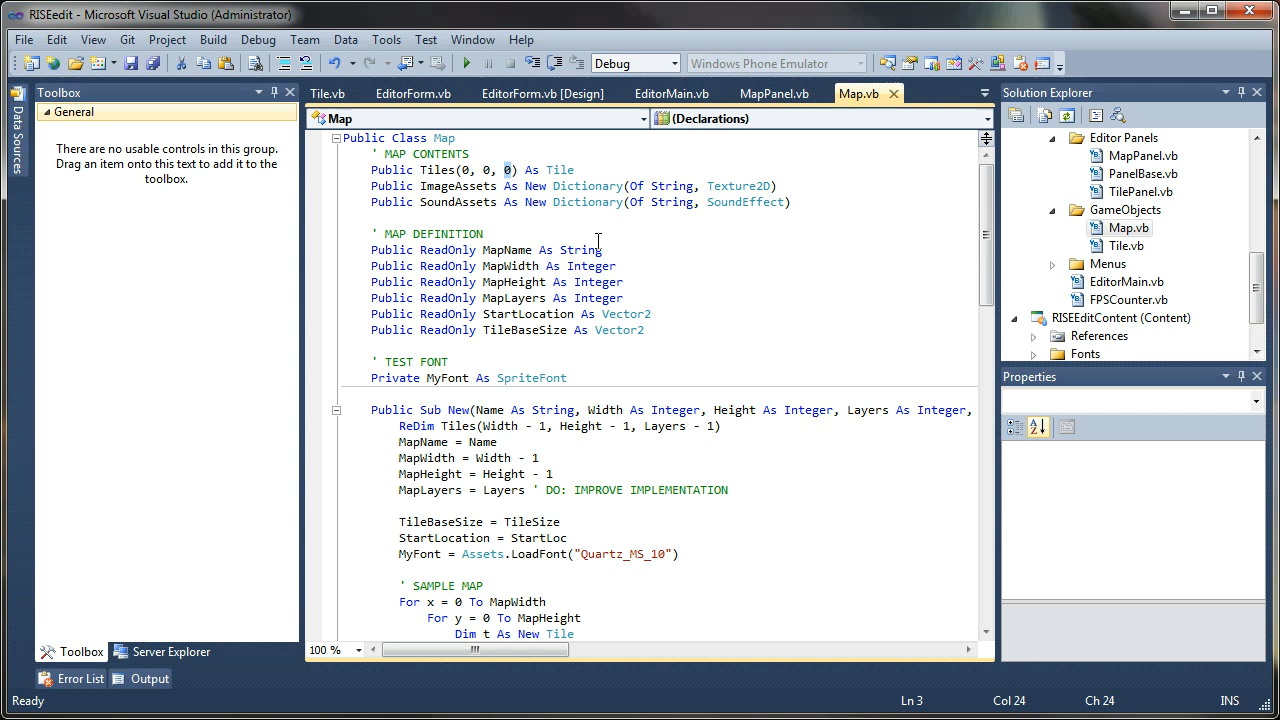 RISEedit - Microsoft Visual Studio (Administrator)
File Edit View Git Project Build Debug Team Data Tools Test Window Help
Debug Windows Phone Emulator
Data Sources
Toolbox
General
There are no usable controls in this group.
Drag an item onto this text to add it to the
toolbox.
Toolbox Server Explorer
Tile.vb EditorForm.vb EditorForm.vb [Design] EditorMain.vb MapPanel.vb Map.vb
Map (Declarations)
Public Class Map
' MAP CONTENTS
Public Tiles(0, 0, 0) As Tile
Public ImageAssets As New Dictionary(Of String, Texture2D)
Public SoundAssets As New Dictionary(Of String, SoundEffect)
' MAP DEFINITION
Public ReadOnly MapName As String
Public ReadOnly MapWidth As Integer
Public ReadOnly MapHeight As Integer
Public ReadOnly MapLayers As Integer
Public ReadOnly StartLocation As Vector2
Public ReadOnly TileBaseSize As Vector2
' TEST FONT
Private MyFont As SpriteFont
Public Sub New(Name As String, Width As Integer, Height As Integer, Layers As Integer,
ReDim Tiles(Width - 1, Height - 1, Layers - 1)
MapName = Name
MapWidth = Width - 1
MapHeight = Height - 1
MapLayers = Layers ' DO: IMPROVE IMPLEMENTATION
TileBaseSize = TileSize
StartLocation = StartLoc
MyFont = Assets.LoadFont("Quartz_MS_10")
' SAMPLE MAP
For x = 0 To MapWidth
For y = 0 To MapHeight
Dim t As New Tile
100 %
Solution Explorer
Editor Panels
MapPanel.vb
PanelBase.vb
TilePanel.vb
GameObjects
Map.vb
Tile.vb
Menus
EditorMain.vb
FPSCounter.vb
RISEEditContent (Content)
References
Fonts
Properties
Error List Output
Ready Ln 3 Col 24 Ch 24 INS